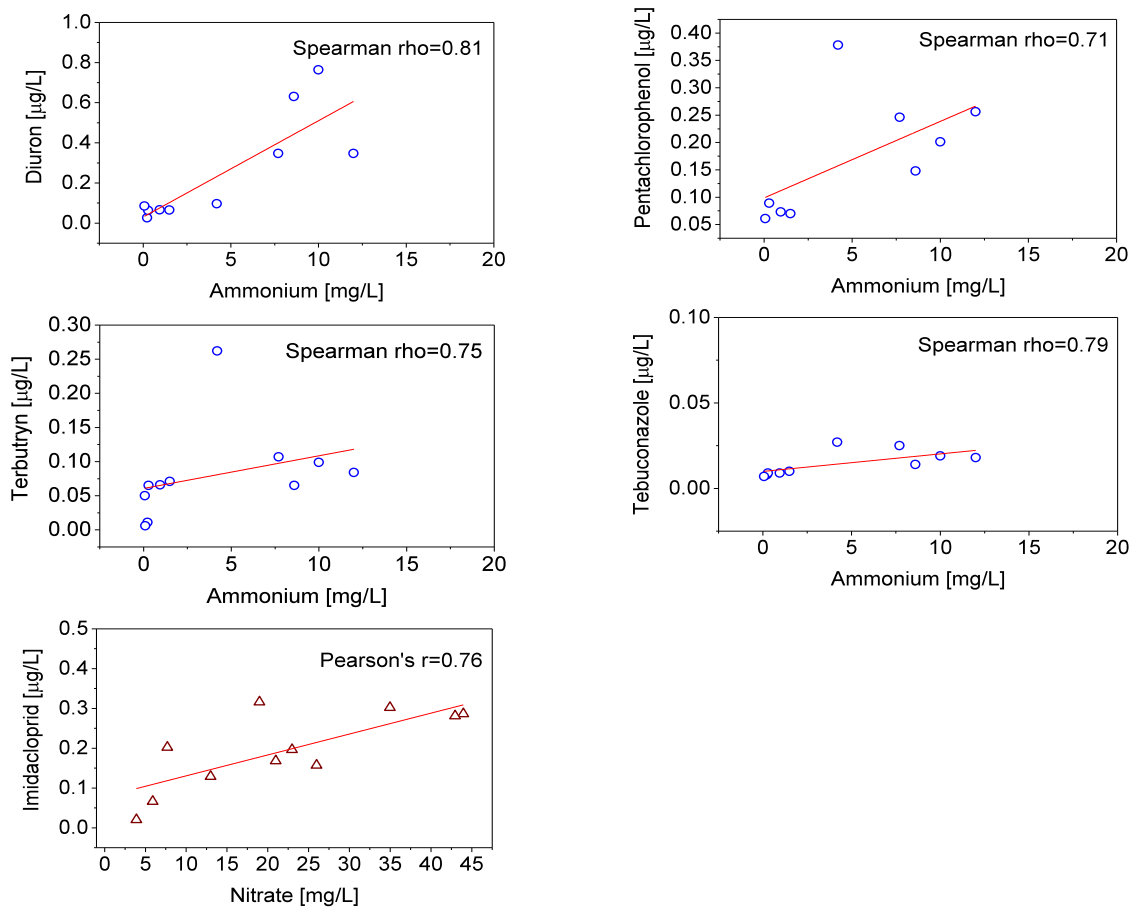 Spearman rho=0.81
Diuron [µg/L]
1.0
0.8
0.6
0.4
0.2
0.0
0 5 10 15 20
Ammonium [mg/L]
Spearman rho=0.71
Pentachlorophenol [µg/L]
0.40
0.35
0.30
0.25
0.20
0.15
0.10
0.05
0 5 10 15 20
Ammonium [mg/L]
Spearman rho=0.75
Terbutryn [µg/L]
0.30
0.25
0.20
0.15
0.10
0.05
0.00
0 5 10 15 20
Ammonium [mg/L]
Spearman rho=0.79
Tebuconazole [µg/L]
0.10
0.05
0.00
0 5 10 15 20
Ammonium [mg/L]
Pearson's r=0.76
Imidacloprid [µg/L]
0.5
0.4
0.3
0.2
0.1
0.0
0 5 10 15 20 25 30 35 40 45
Nitrate [mg/L]